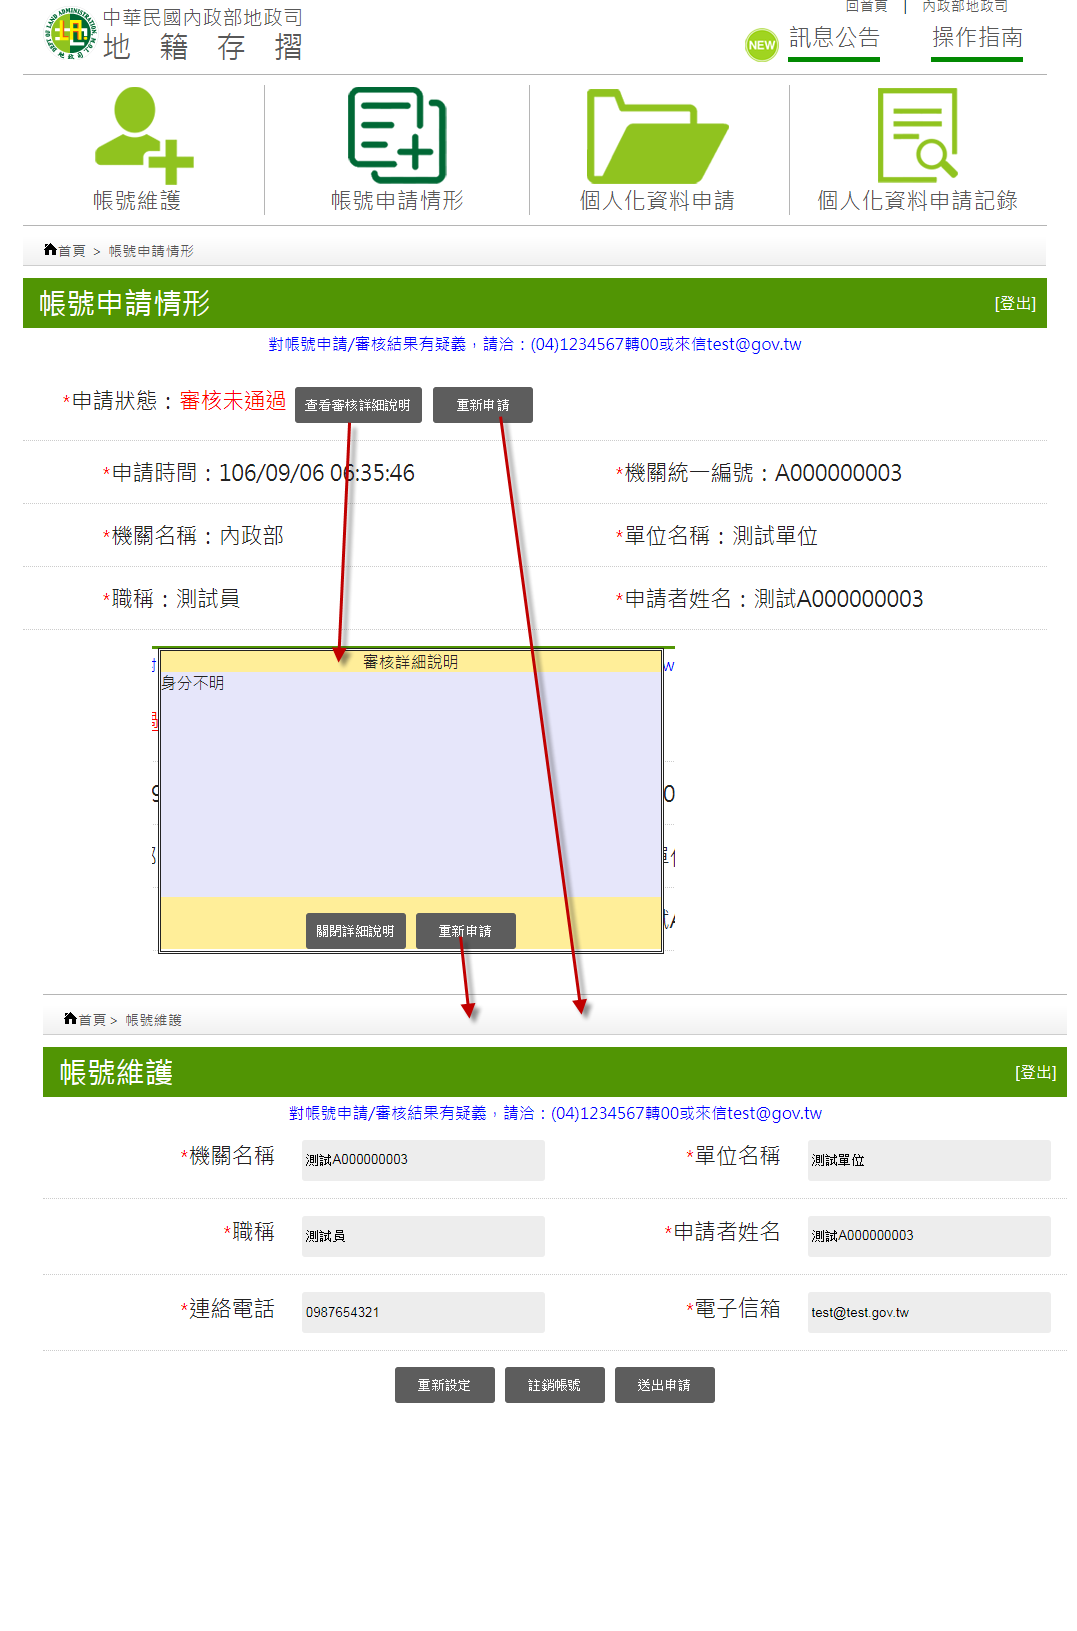 回首頁 | 內政部地政司
中華民國內政部地政司
地籍存摺
NEW 訊息公告 操作指南
帳號維護 帳號申請情形 個人化資料申請 個人化資料申請記錄
首頁 > 帳號申請情形
帳號申請情形 [登出]
對帳號申請/審核結果有疑義，請洽：(04)1234567轉00或來信test@gov.tw
*申請狀態：審核未通過 查看審核詳細說明 重新申請
*申請時間：106/09/06 06:35:46 *機關統一編號：A000000003
*機關名稱：內政部 *單位名稱：測試單位
*職稱：測試員 *申請者姓名：測試A000000003
審核詳細說明
身分不明
關閉詳細說明 重新申請
首頁 > 帳號維護
帳號維護 [登出]
對帳號申請/審核結果有疑義，請洽：(04)1234567轉00或來信test@gov.tw
*機關名稱 測試A000000003 *單位名稱 測試單位
*職稱 測試員 *申請者姓名 測試A000000003
*連絡電話 0987654321 *電子信箱 test@test.gov.tw
重新設定 註銷帳號 送出申請